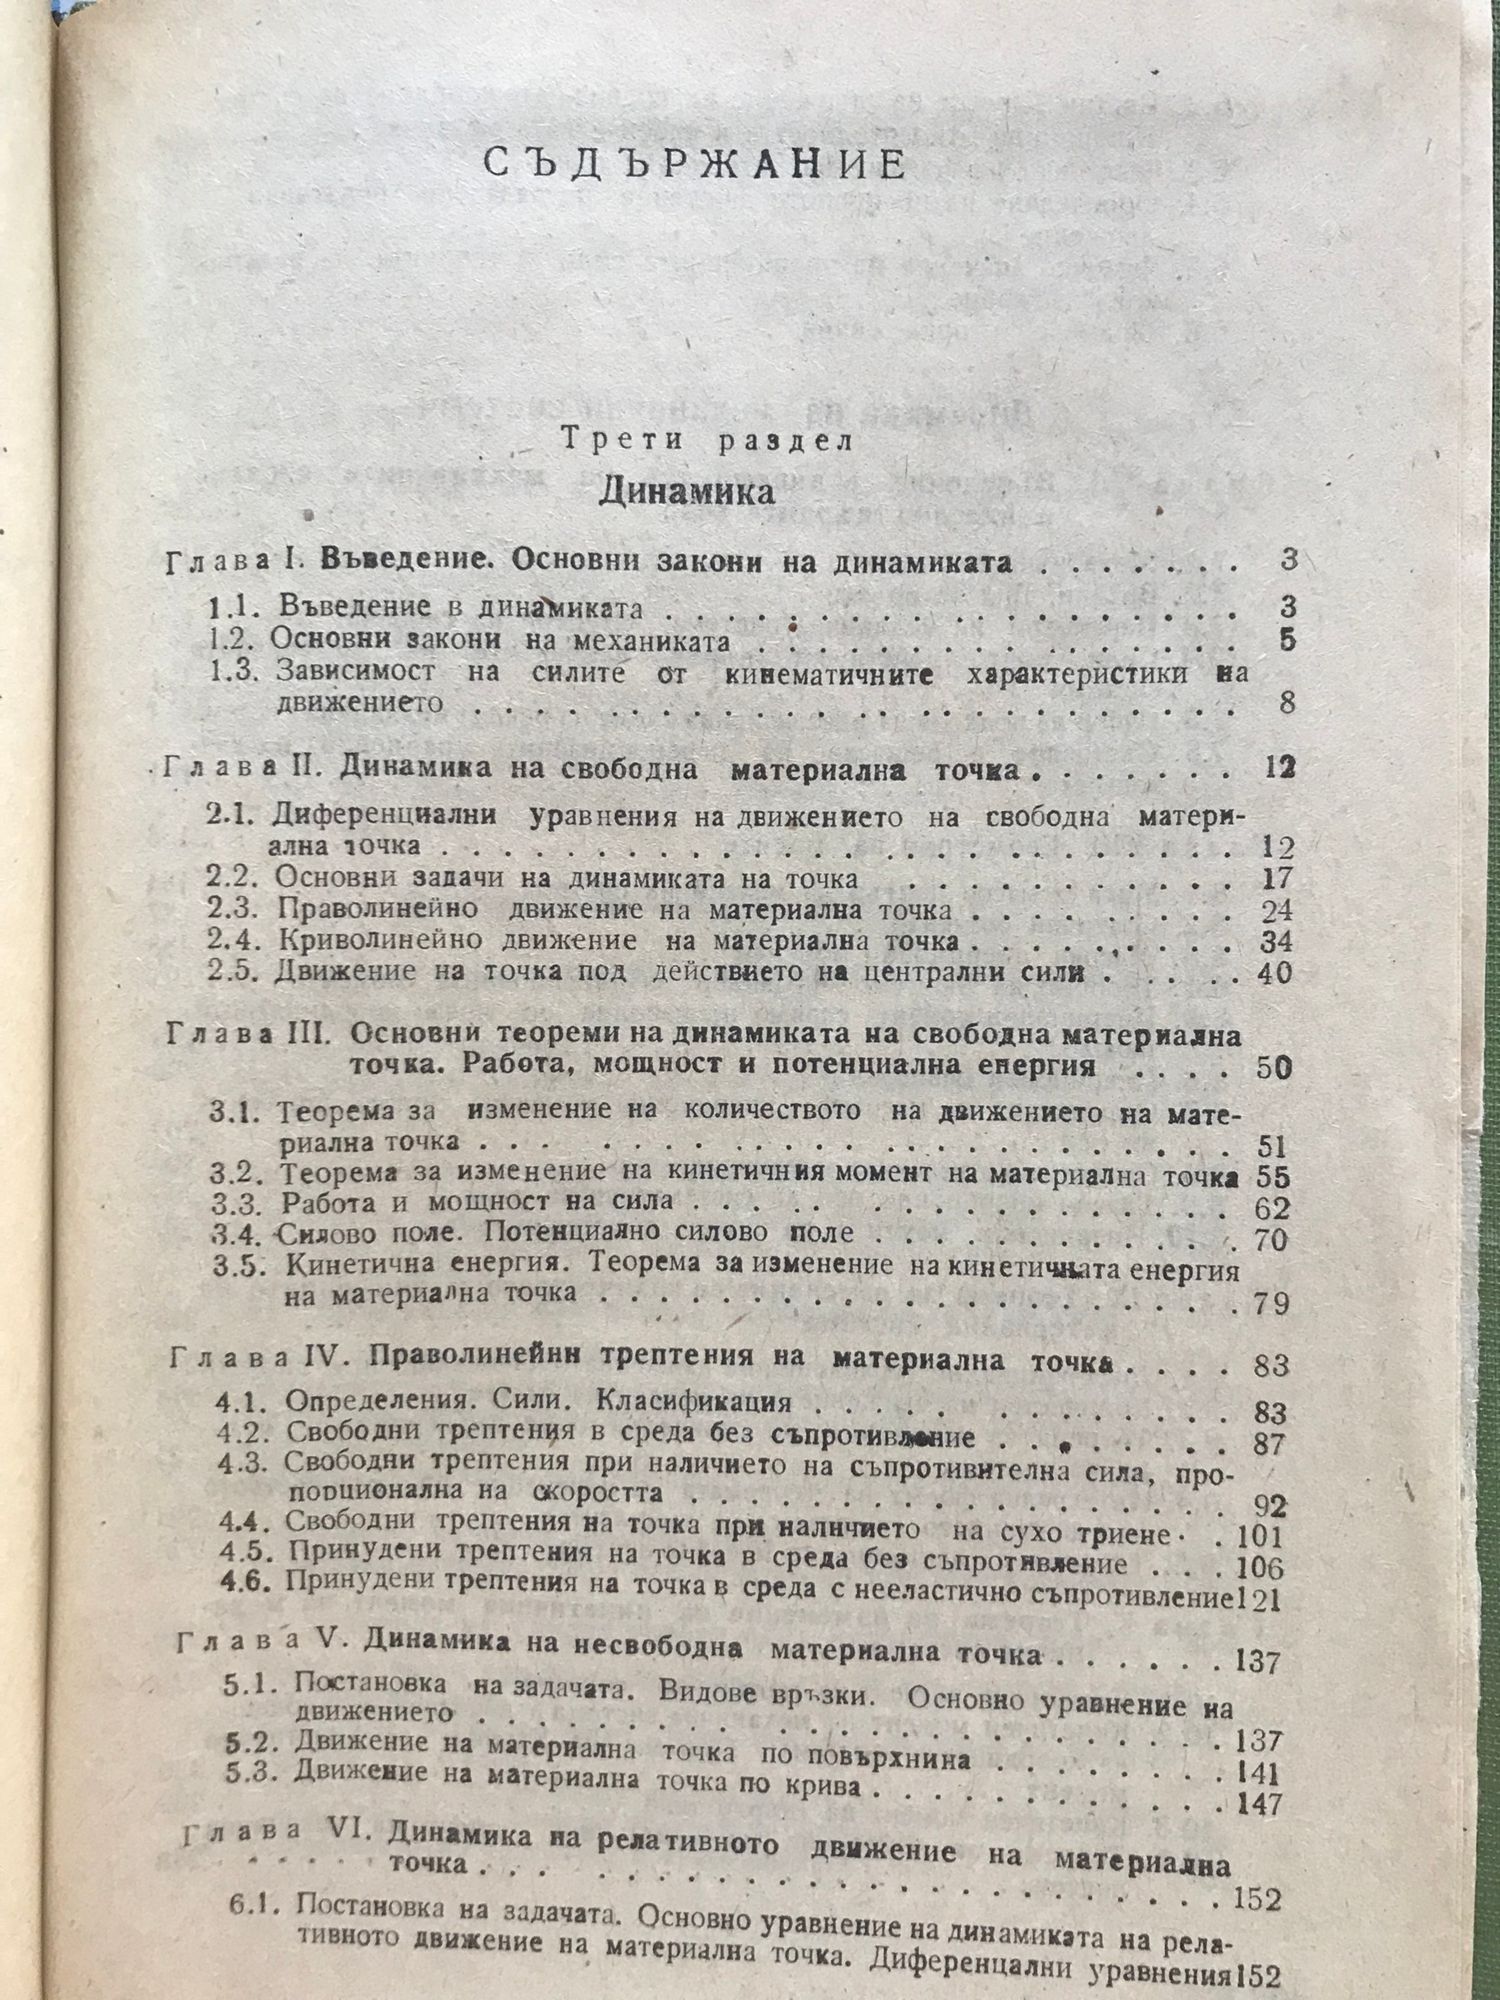 СЪДЪРЖАНИЕ
Трети раздел
Динамика
Глава I. Въведение. Основни закони на динамиката . . . . . . . 3
1.1. Въведение в динамиката . . . . . . . . . . . . . . . . . . 3
1.2. Основни закони на механиката . . . . . . . . . . . . . . . 5
1.3. Зависимост на силите от кинематичните характеристики на
движението . . . . . . . . . . . . . . . . . . . . . . . . 8
Глава II. Динамика на свободна материална точка . . . . . . . 12
2.1. Диференциални уравнения на движението на свободна матери-
ална точка . . . . . . . . . . . . . . . . . . . . . . . . . 12
2.2. Основни задачи на динамиката на точка . . . . . . . . . . . 17
2.3. Праволинейно движение на материална точка . . . . . . . . . 24
2.4. Криволинейно движение на материална точка . . . . . . . . . 34
2.5. Движение на точка под действието на централни сили . . . . . 40
Глава III. Основни теореми на динамиката на свободна материална
точка. Работа, мощност и потенциална енергия . . . . 50
3.1. Теорема за изменение на количеството на движението на мате-
риална точка . . . . . . . . . . . . . . . . . . . . . . . 51
3.2. Теорема за изменение на кинетичния момент на материална точка 55
3.3. Работа и мощност на сила . . . . . . . . . . . . . . . . . 62
3.4. Силово поле. Потенциално силово поле . . . . . . . . . . . . 70
3.5. Кинетична енергия. Теорема за изменение на кинетичната енергия
на материална точка . . . . . . . . . . . . . . . . . . . . 79
Глава IV. Праволинейни трептения на материална точка . . . . 83
4.1. Определения. Сили. Класификация . . . . . . . . . . . . . . 83
4.2. Свободни трептения в среда без съпротивление . . . . . . . . 87
4.3. Свободни трептения при наличието на съпротивителна сила, про-
порционална на скоростта . . . . . . . . . . . . . . . . . . 92
4.4. Свободни трептения на точка при наличието на сухо триене . . 101
4.5. Принудени трептения на точка в среда без съпротивление . . . 106
4.6. Принудени трептения на точка в среда с нееластично съпротивление 121
Глава V. Динамика на несвободна материална точка . . . . . . 137
5.1. Постановка на задачата. Видове връзки. Основно уравнение на
движението . . . . . . . . . . . . . . . . . . . . . . . . 137
5.2. Движение на материална точка по повърхнина . . . . . . . . 141
5.3. Движение на материална точка по крива . . . . . . . . . . . . 147
Глава VI. Динамика на релативното движение на материална
точка . . . . . . . . . . . . . . . . . . . . . . 152
6.1. Постановка на задачата. Основно уравнение на динамиката на рела-
тивното движение на материална точка. Диференцални уравнения 152